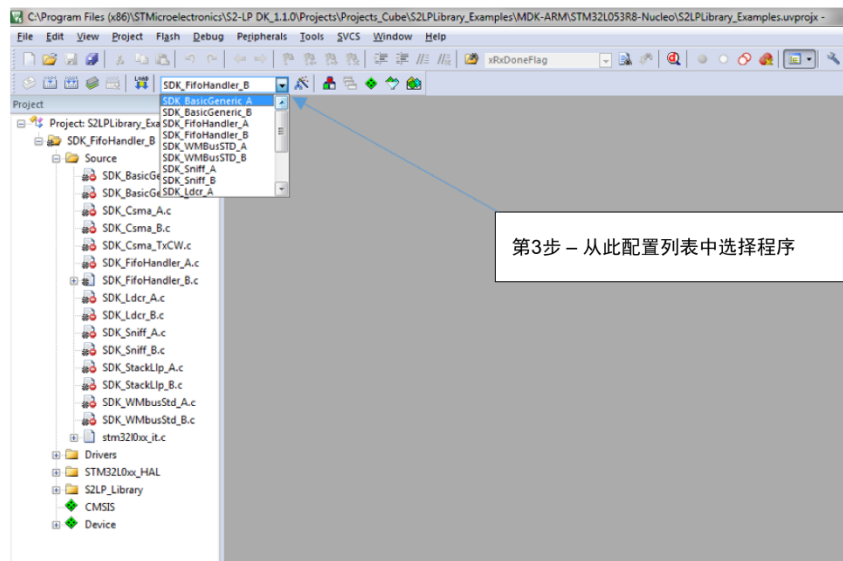 C:\Program Files (x86)\STMicroelectronics\S2-LP DK_1.1.0\Projects\Projects_Cube\S2LPLibrary_Examples\MDK-ARM\STM32L053R8-Nucleo\S2LPLibrary_Examples.uvprojx -
File Edit View Project Flash Debug Peripherals Tools SVCS Window Help
xRxDoneFlag
LOAD
SDK_FifoHandler_B
Project
SDK_BasicGeneric_A
SDK_BasicGeneric_B
SDK_FifoHandler_A
SDK_FifoHandler_B
SDK_WMBusSTD_A
SDK_WMBusSTD_B
SDK_Sniff_A
SDK_Sniff_B
SDK_Ldcr_A
Project: S2LPLibrary_Exa
SDK_FifoHandler_B
Source
SDK_BasicGe
SDK_BasicGe
SDK_Csma_A.c
SDK_Csma_B.c
SDK_Csma_TxCW.c
SDK_FifoHandler_A.c
SDK_FifoHandler_B.c
SDK_Ldcr_A.c
SDK_Ldcr_B.c
SDK_Sniff_A.c
SDK_Sniff_B.c
SDK_StackLlp_A.c
SDK_StackLlp_B.c
SDK_WMbusStd_A.c
SDK_WMbusStd_B.c
stm32l0xx_it.c
Drivers
STM32L0xx_HAL
S2LP_Library
CMSIS
Device
第3步 – 从此配置列表中选择程序